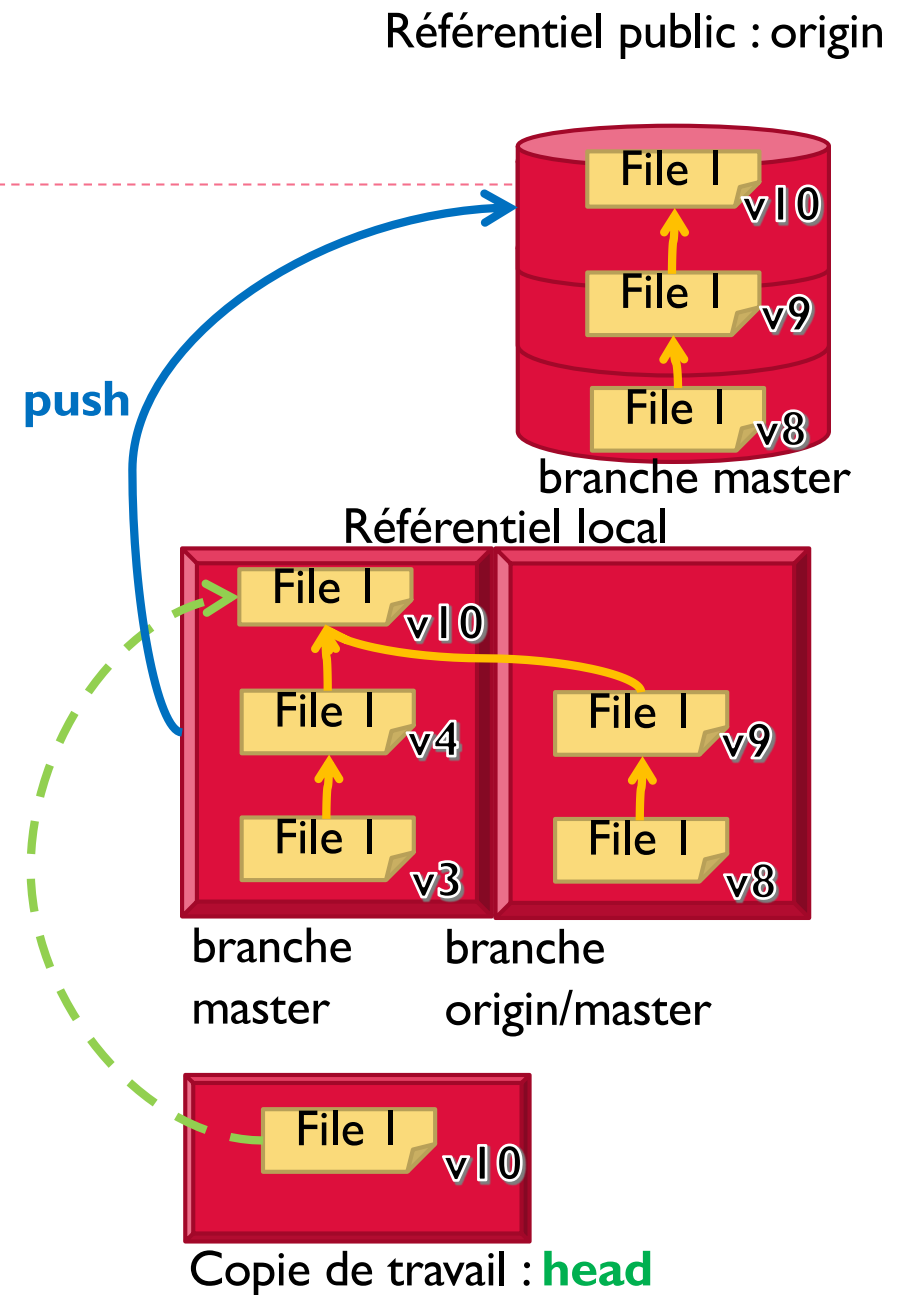 Référentiel public : origin
File 1
v10
File 1
v9
push
File 1
v8
branche master
Référentiel local
File 1
v10
File 1
v4
File 1
v9
File 1
v3
File 1
v8
branche
master
branche
origin/master
File 1
v10
Copie de travail : head